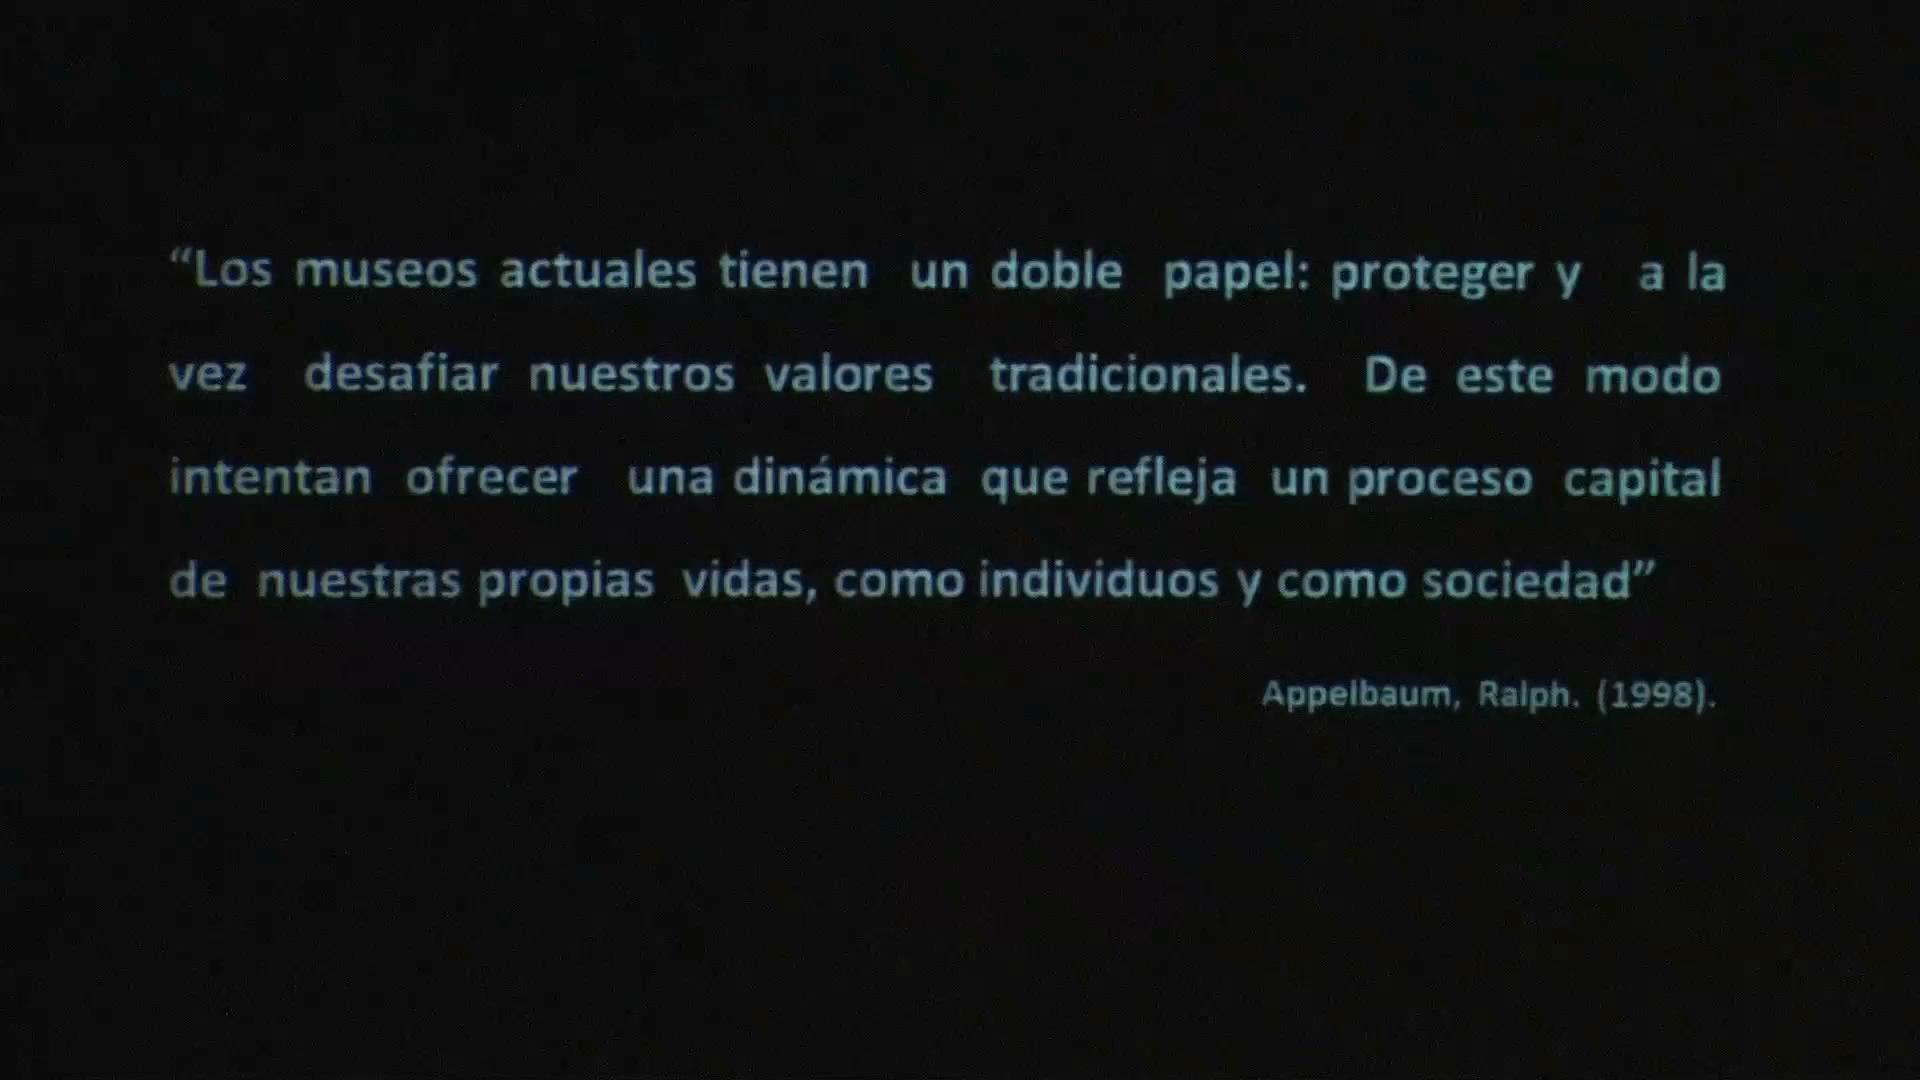 “Los museos actuales tienen un doble papel: proteger y a la
vez desafiar nuestros valores tradicionales. De este modo
intentan ofrecer una dinámica que refleja un proceso capital
de nuestras propias vidas, como individuos y como sociedad”
Appelbaum, Ralph. (1998).